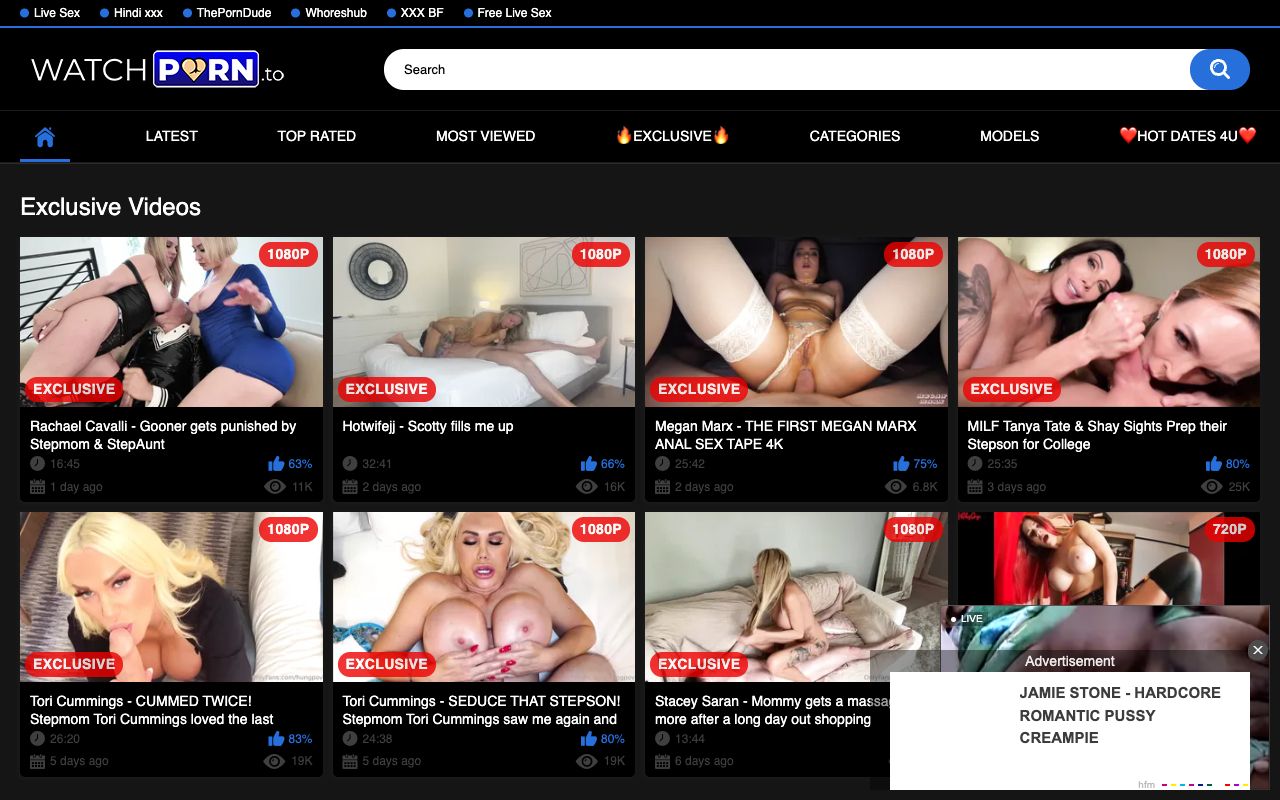 Live Sex
Hindi xxx
ThePornDude
Whoreshub
XXX BF
Free Live Sex
WATCH PORN.to
Search
LATEST
TOP RATED
MOST VIEWED
🔥EXCLUSIVE🔥
CATEGORIES
MODELS
❤️HOT DATES 4U❤️
Exclusive Videos
1080P
EXCLUSIVE
Rachael Cavalli - Gooner gets punished by
Stepmom & StepAunt
16:45
63%
1 day ago
11K
1080P
EXCLUSIVE
Hotwifejj - Scotty fills me up
32:41
66%
2 days ago
16K
1080P
EXCLUSIVE
MEGAN MARX
Megan Marx - THE FIRST MEGAN MARX
ANAL SEX TAPE 4K
25:42
75%
2 days ago
6.8K
1080P
EXCLUSIVE
MILF Tanya Tate & Shay Sights Prep their
Stepson for College
25:35
80%
3 days ago
25K
1080P
EXCLUSIVE
Tori Cummings - CUMMED TWICE!
Stepmom Tori Cummings loved the last
26:20
83%
5 days ago
19K
1080P
EXCLUSIVE
Tori Cummings - SEDUCE THAT STEPSON!
Stepmom Tori Cummings saw me again and
24:38
80%
5 days ago
19K
1080P
EXCLUSIVE
Stacey Saran - Mommy gets a massag
more after a long day out shopping
13:44
6 days ago
720P
LIVE
Advertisement
JAMIE STONE - HARDCORE
ROMANTIC PUSSY
CREAMPIE
hfm